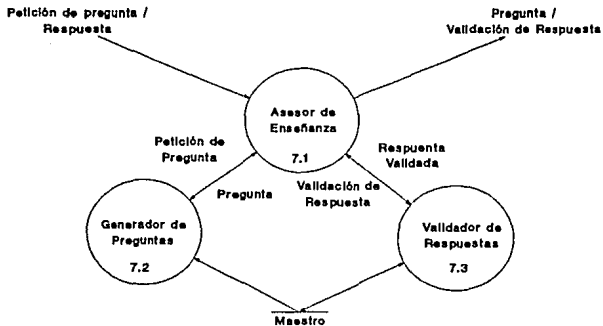 Petición de pregunta /
Respuesta
Pregunta /
Validación de Respuesta
Asesor de
Enseñanza
7.1
Petición de
Pregunta
Pregunta
Respuenta
Validada
Validación de
Respuesta
Generador de
Preguntas
7.2
Validador de
Respuestas
7.3
Maestro